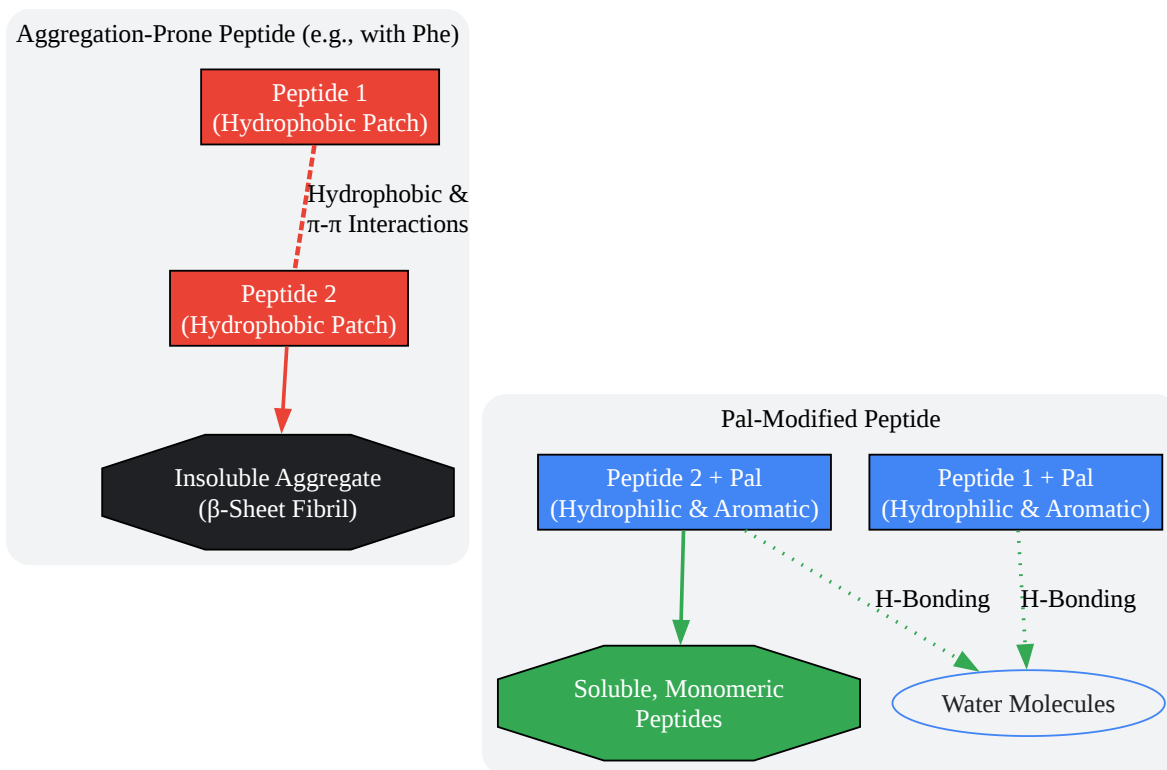 Aggregation-Prone Peptide (e.g., with Phe)
Peptide 1
(Hydrophobic Patch)
Hydrophobic &
π-π Interactions
Peptide 2
(Hydrophobic Patch)
Insoluble Aggregate
(β-Sheet Fibril)
Pal-Modified Peptide
Peptide 2 + Pal
(Hydrophilic & Aromatic)
Peptide 1 + Pal
(Hydrophilic & Aromatic)
H-Bonding
H-Bonding
Soluble, Monomeric
Peptides
Water Molecules